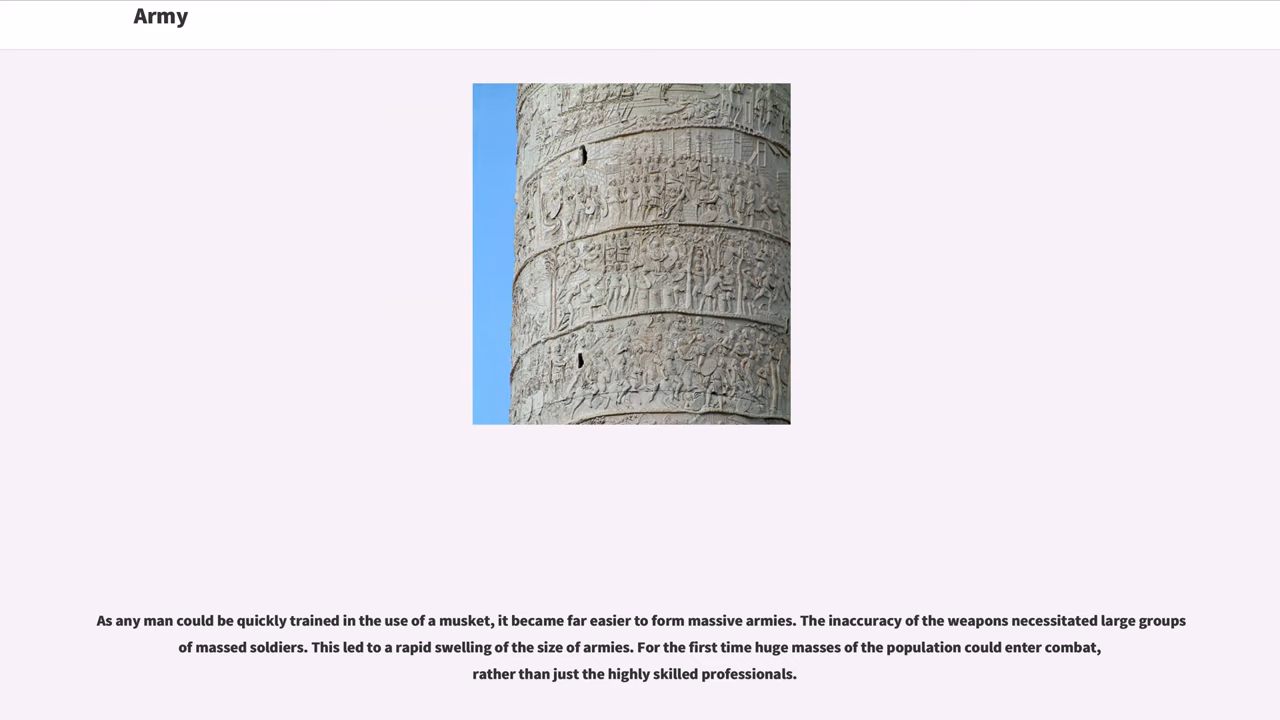 Army
As any man could be quickly trained in the use of a musket, it became far easier to form massive armies. The inaccuracy of the weapons necessitated large groups
of massed soldiers. This led to a rapid swelling of the size of armies. For the first time huge masses of the population could enter combat,
rather than just the highly skilled professionals.